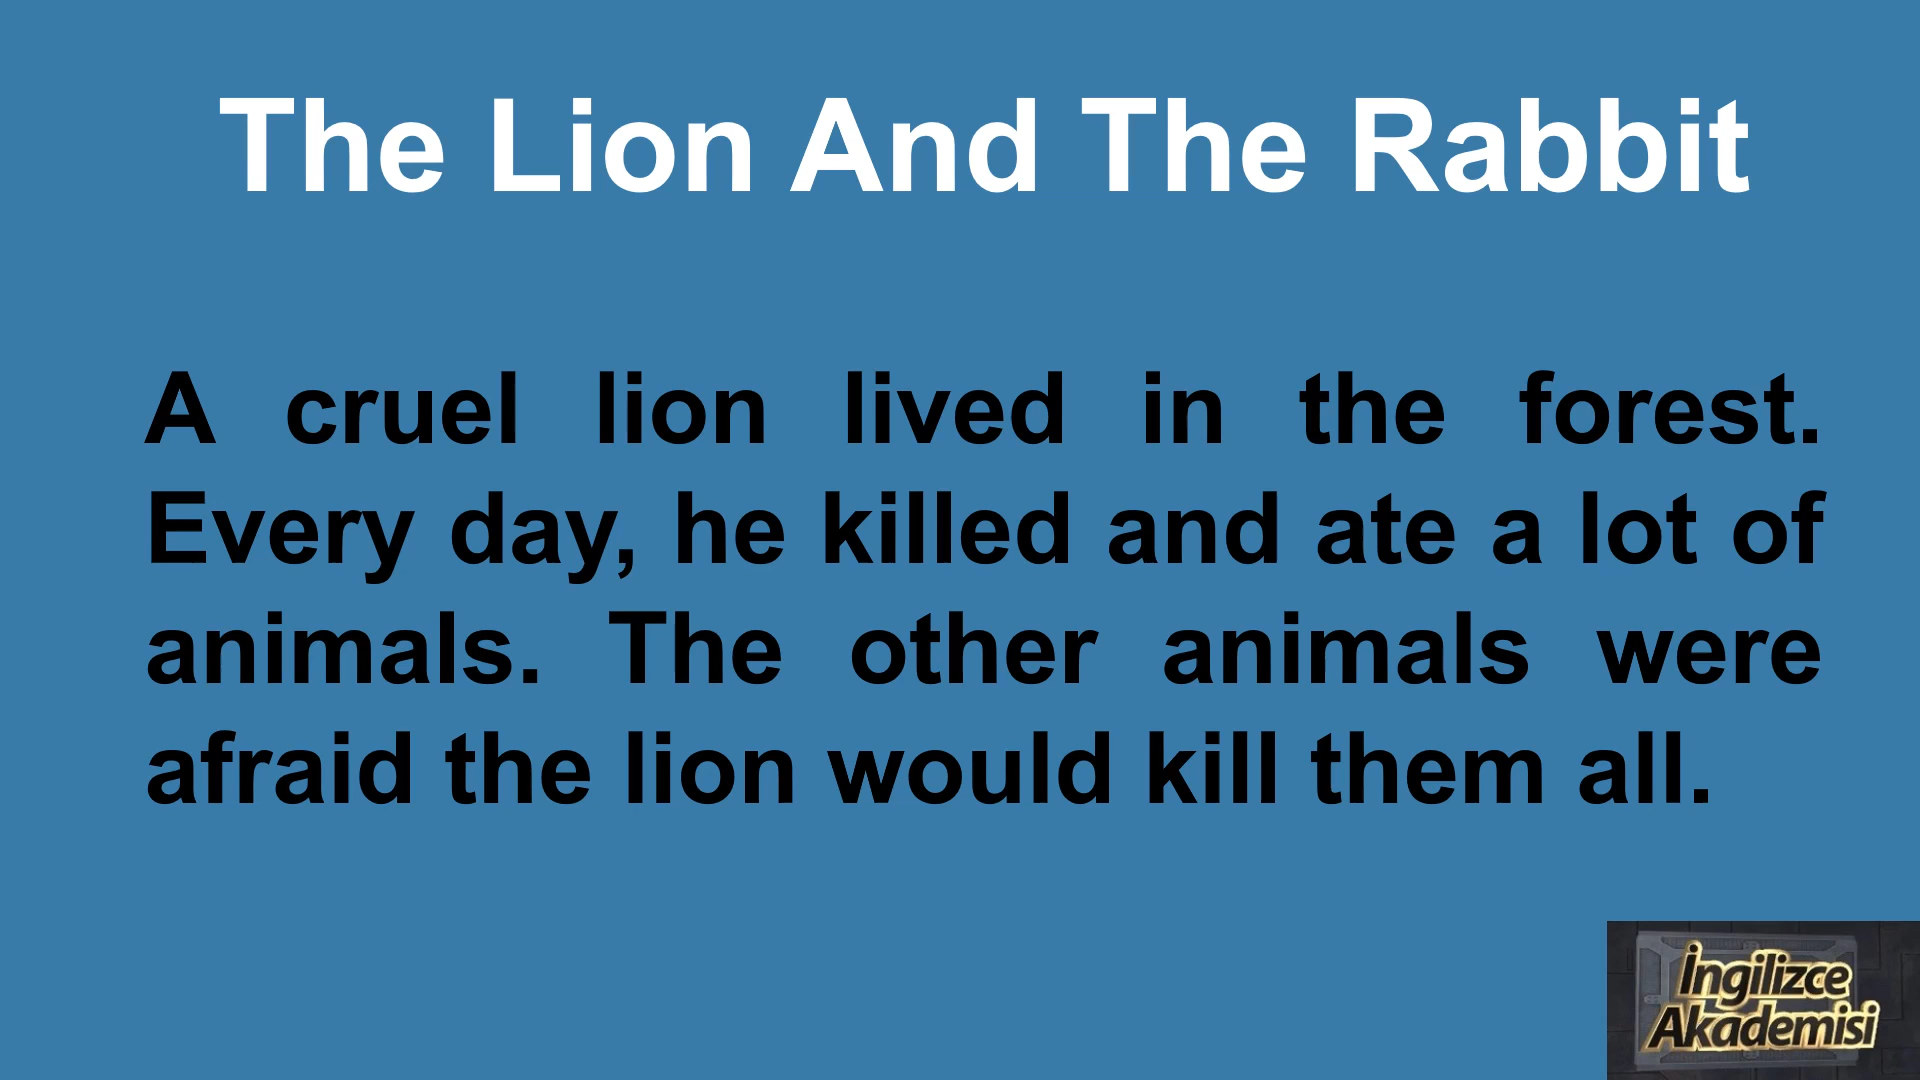 The Lion And The Rabbit
A cruel lion lived in the forest.
Every day, he killed and ate a lot of
animals. The other animals were
afraid the lion would kill them all.
İngilizce
Akademisi